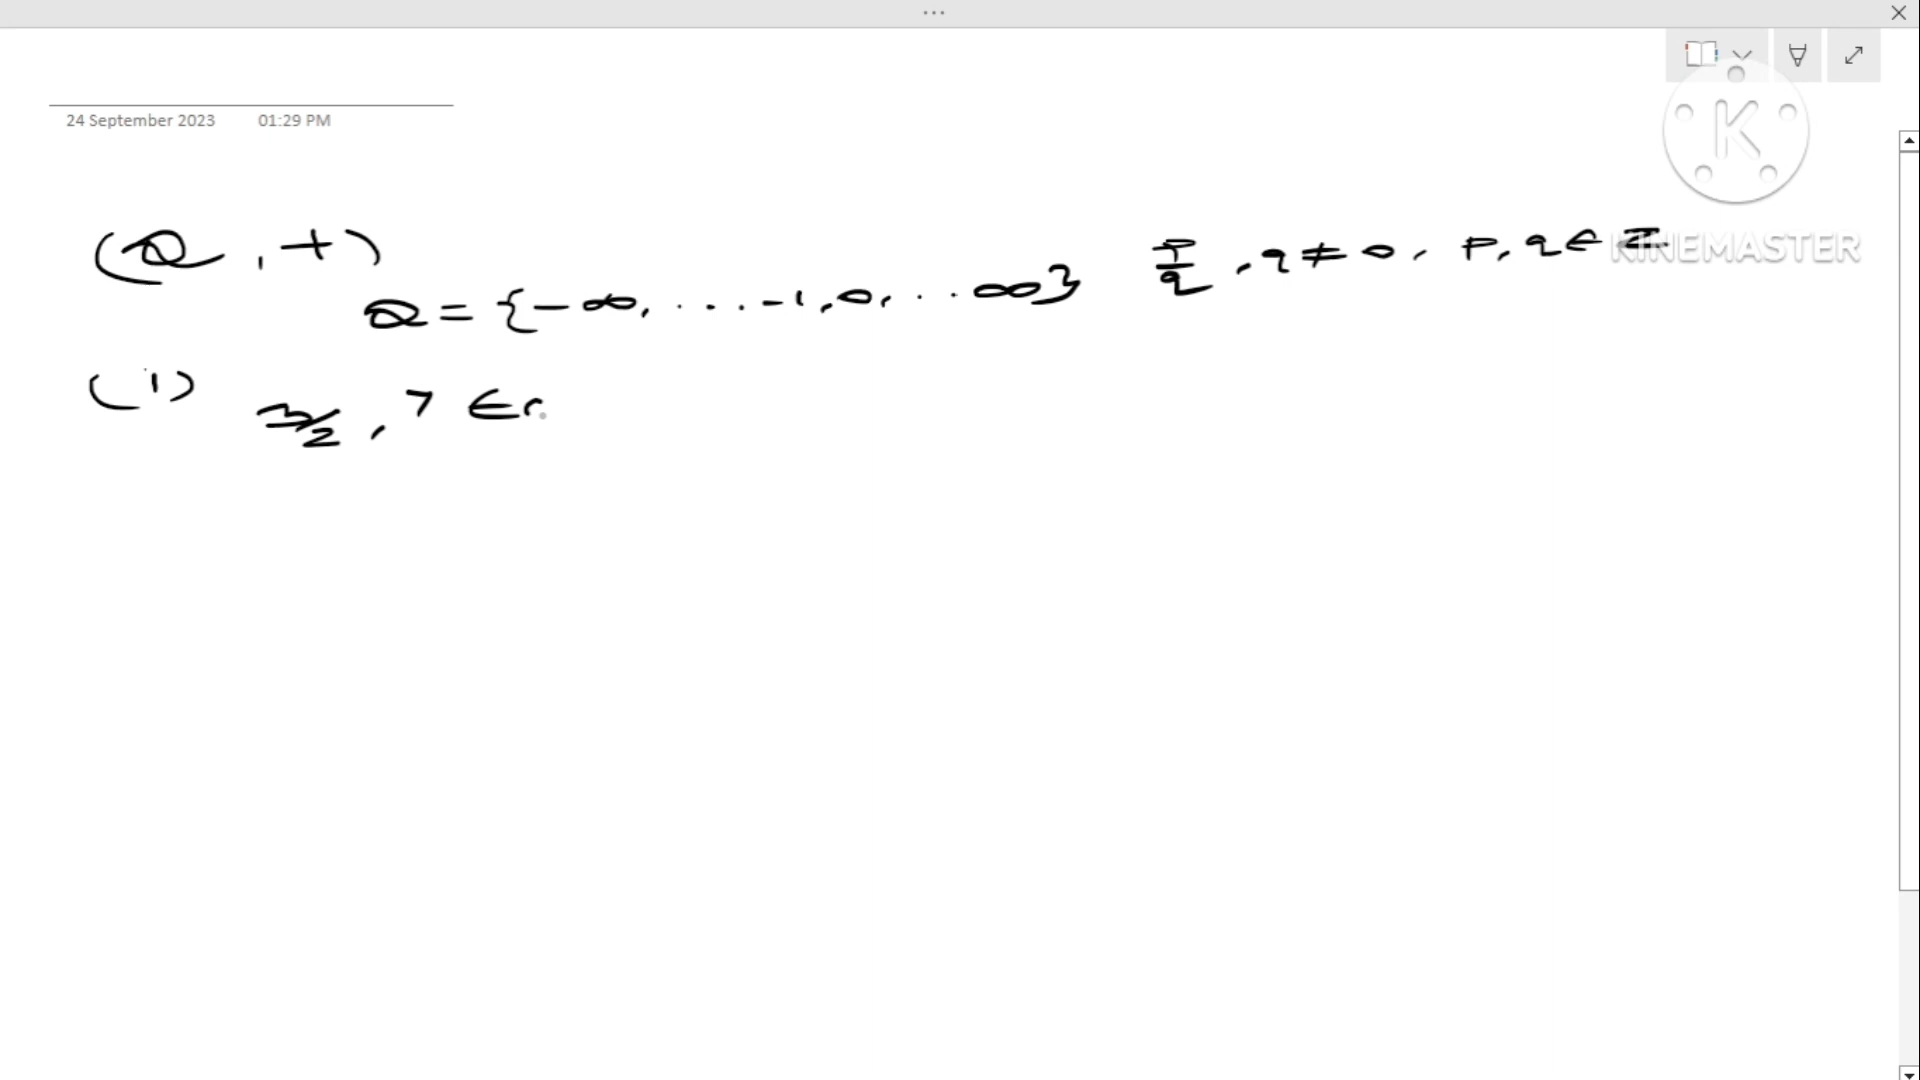 ...
24 September 2023 01:29 PM
(Q, +)
p/q, q ≠ 0, p, q ∈ Z
Q = {-∞, ... -1, 0, .. ∞}
(1) 3/2, 7 ∈
KINEMASTER